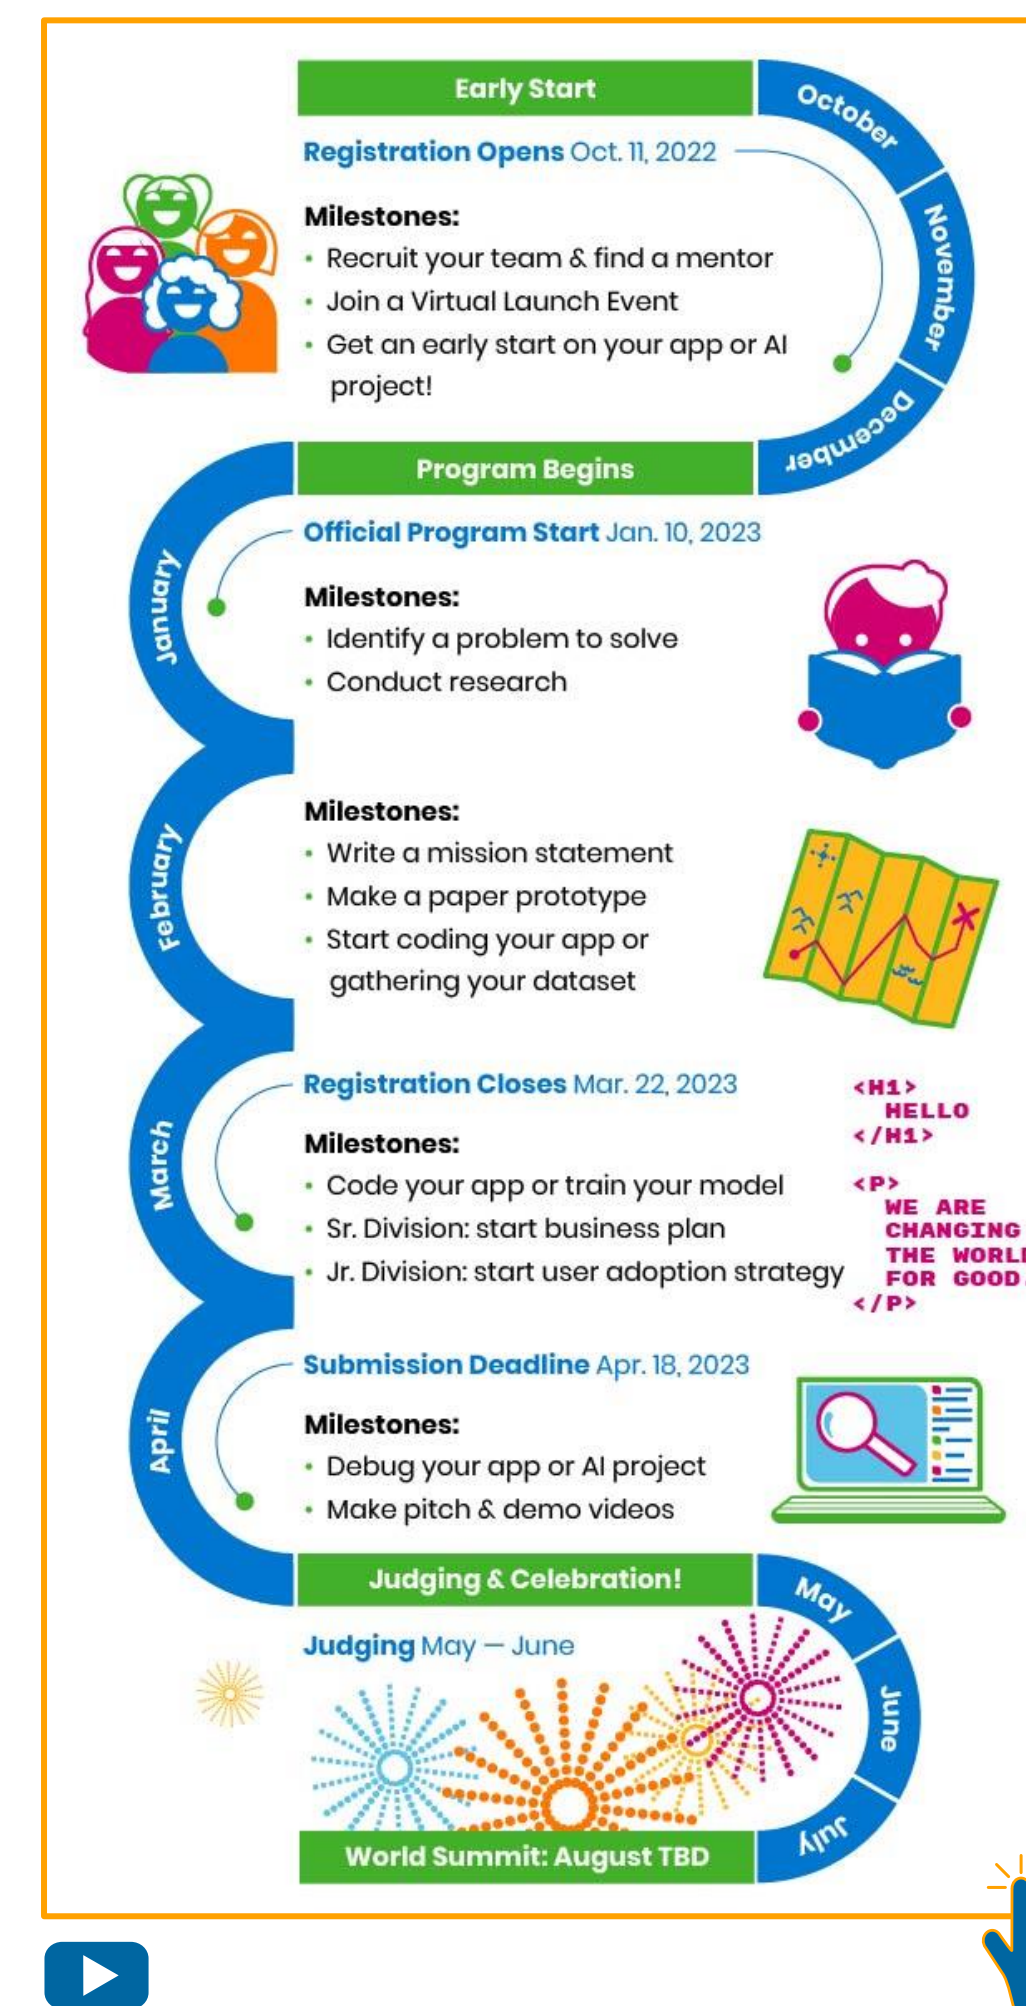 Early Start
October
Registration Opens Oct. 11, 2022
November
Milestones:
• Recruit your team & find a mentor
• Join a Virtual Launch Event
• Get an early start on your app or AI
project!
December
Program Begins
Official Program Start Jan. 10, 2023
January
Milestones:
• Identify a problem to solve
• Conduct research
February
Milestones:
• Write a mission statement
• Make a paper prototype
• Start coding your app or
gathering your dataset
March
Registration Closes Mar. 22, 2023
Milestones:
• Code your app or train your model
• Sr. Division: start business plan
• Jr. Division: start user adoption strategy
<H1>
HELLO
</H1>
<P>
WE ARE
CHANGING
THE WORLD
FOR GOOD.
</P>
April
Submission Deadline Apr. 18, 2023
Milestones:
• Debug your app or AI project
• Make pitch & demo videos
Judging & Celebration!
May
Judging May — June
June
July
World Summit: August TBD